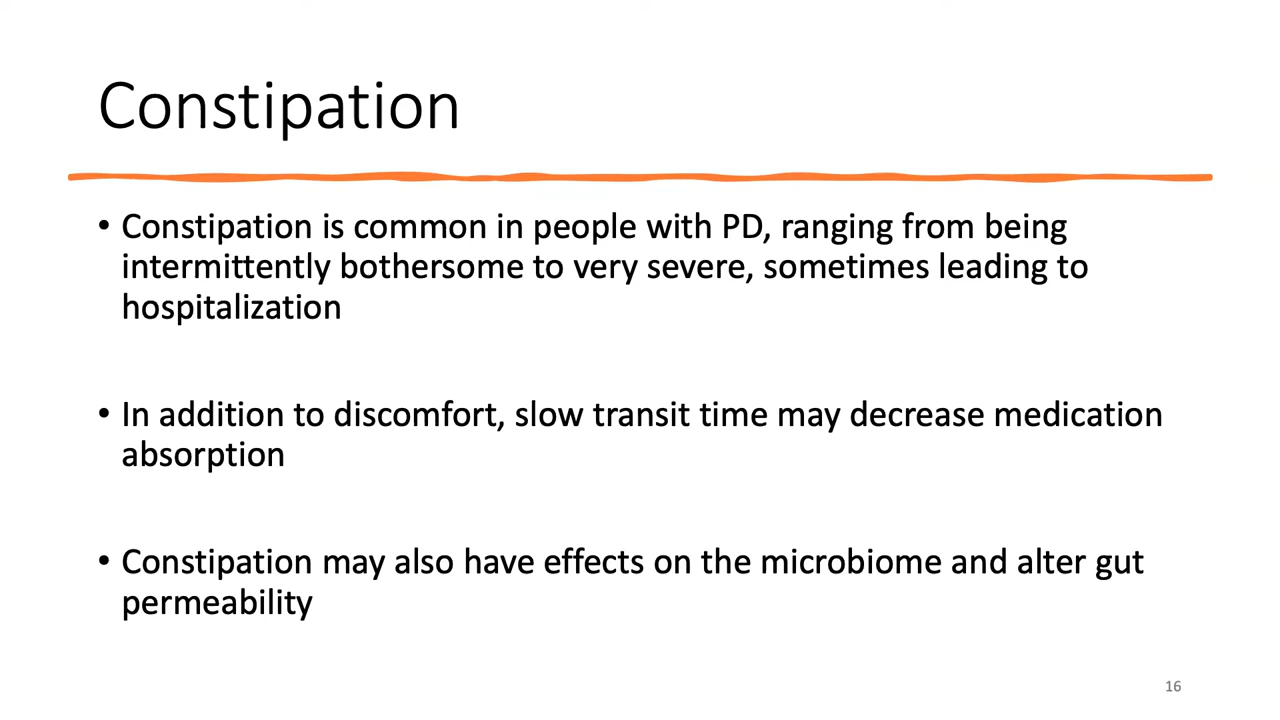 Constipation
• Constipation is common in people with PD, ranging from being
intermittently bothersome to very severe, sometimes leading to
hospitalization
• In addition to discomfort, slow transit time may decrease medication
absorption
• Constipation may also have effects on the microbiome and alter gut
permeability
16